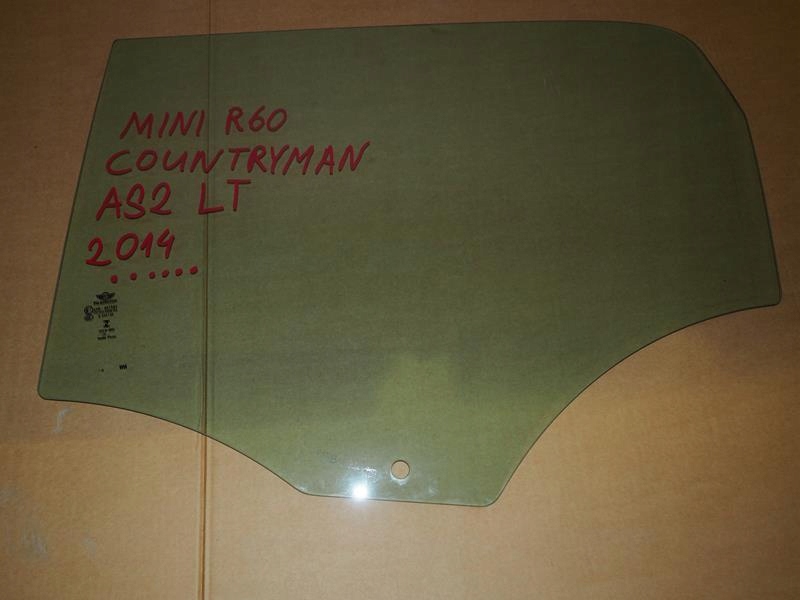 MINI R60
COUNTRYMAN
AS2 LT
2014
......